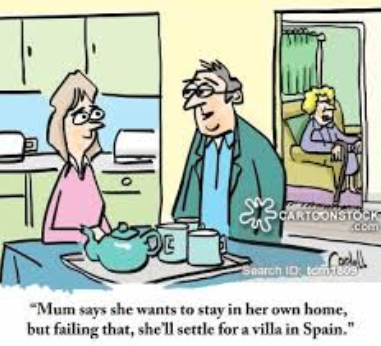 CARTOONSTOCK
.com
Search ID: tcrn1809
"Mum says she wants to stay in her own home,
but failing that, she'll settle for a villa in Spain."